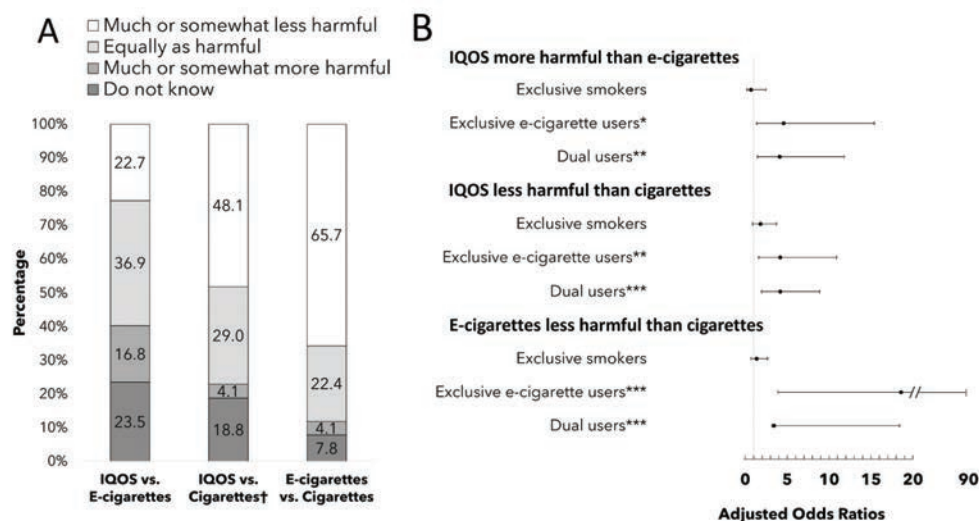 A
Much or somewhat less harmful
Equally as harmful
Much or somewhat more harmful
Do not know
Percentage
100%
90%
80%
70%
60%
50%
40%
30%
20%
10%
0%
22.7
36.9
16.8
23.5
48.1
29.0
4.1
18.8
65.7
22.4
4.1
7.8
IQOS vs.
E-cigarettes
IQOS vs.
Cigarettes†
E-cigarettes
vs. Cigarettes
B
IQOS more harmful than e-cigarettes
Exclusive smokers
Exclusive e-cigarette users*
Dual users**
IQOS less harmful than cigarettes
Exclusive smokers
Exclusive e-cigarette users**
Dual users***
E-cigarettes less harmful than cigarettes
Exclusive smokers
Exclusive e-cigarette users***
Dual users***
0 5 10 15 20 90
Adjusted Odds Ratios